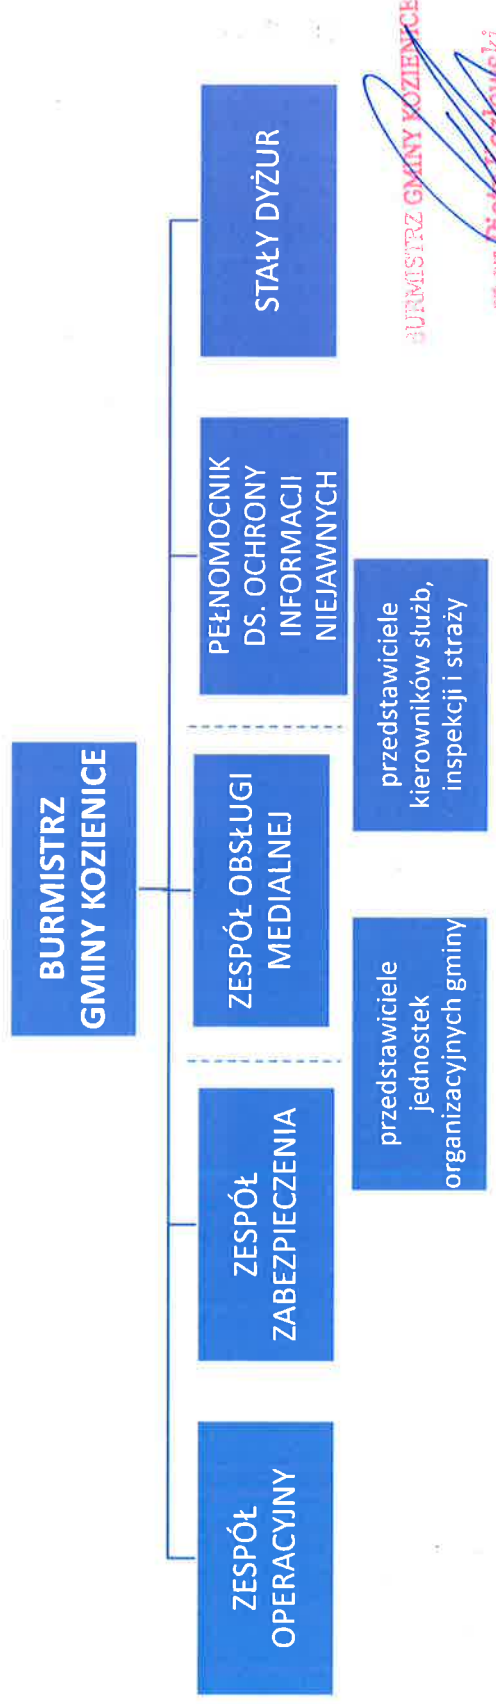 BURMISTRZ
GMINY KOZIENICE
ZESPÓŁ
OPERACYJNY
ZESPÓŁ
ZABEZPIECZENIA
ZESPÓŁ OBSŁUGI
MEDIALNEJ
PEŁNOMOCNIK
DS. OCHRONY
INFORMACJI
NIEJAWNYCH
STAŁY DYŻUR
przedstawiciele
jednostek
organizacyjnych gminy
przedstawiciele
kierowników służb,
inspekcji i straży
BURMISTRZ GMINY KOZIENICE